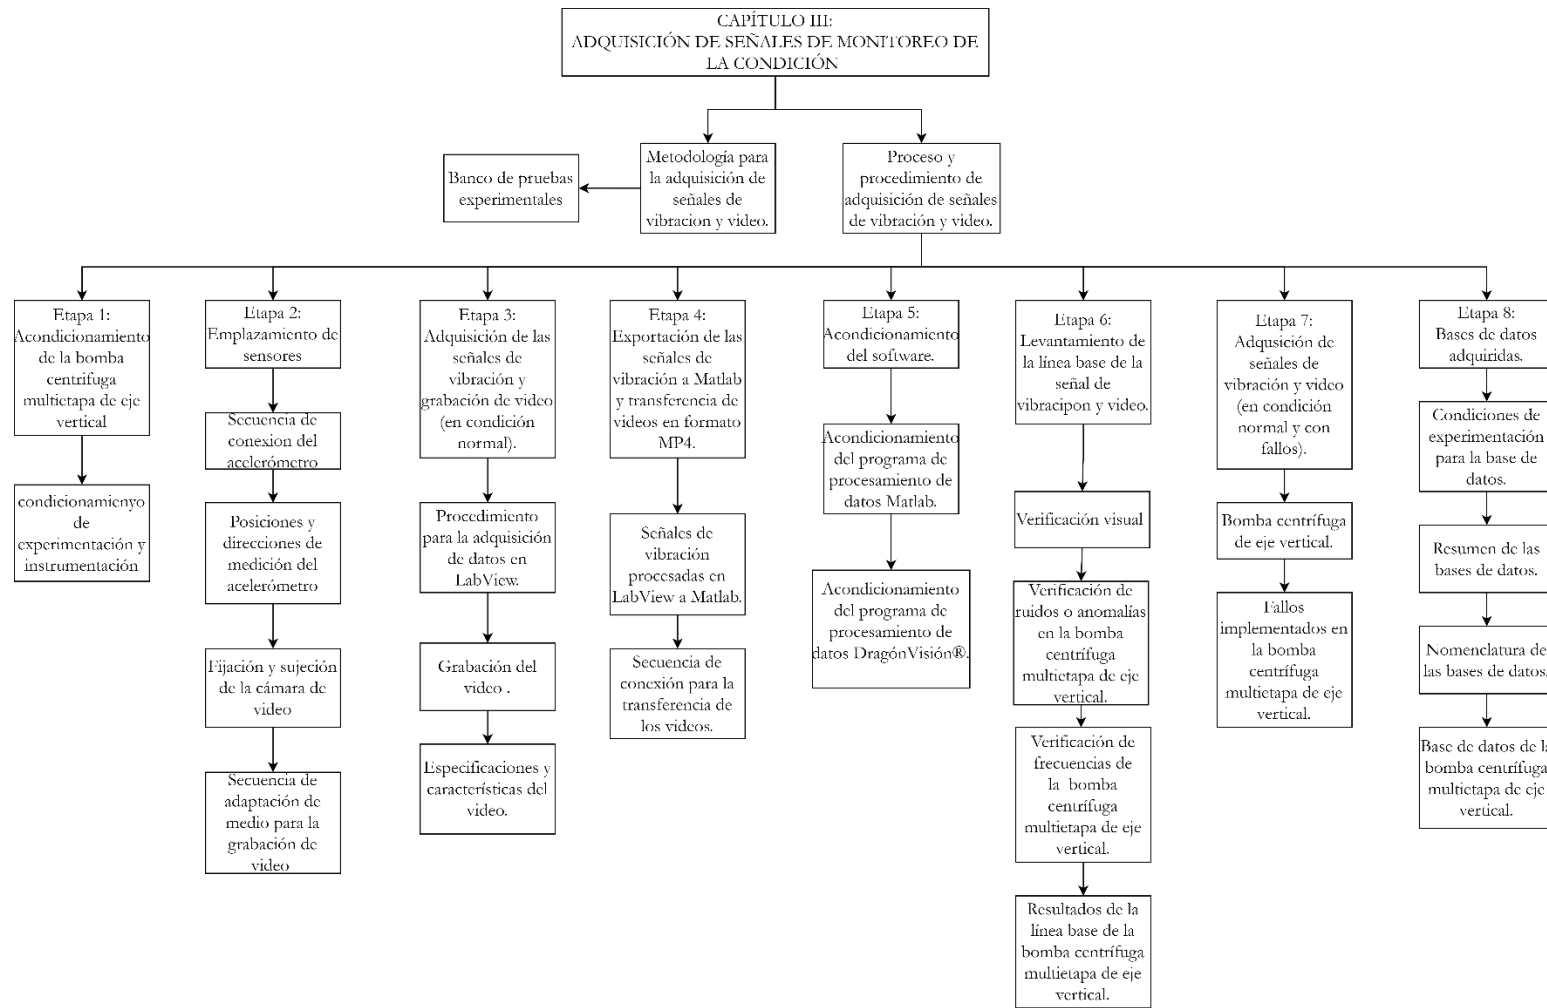 CAPÍTULO III:
ADQUISICIÓN DE SEÑALES DE MONITOREO DE
LA CONDICIÓN
Banco de pruebas
experimentales
Metodología para
la adquisición de
señales de
vibracion y video.
Proceso y
procedimiento de
adquisición de señales
de vibración y video.
Etapa 1:
Acondicionamiento
de la bomba
centrifuga
multietapa de eje
vertical
condicionamienyo
de
experimentación y
instrumentación
Etapa 2:
Emplazamiento de
sensores
Secuencia de
conexion del
acelerómetro
Posiciones y
direcciones de
medición del
acelerómetro
Fijación y sujeción
de la cámara de
video
Secuencia de
adaptación de
medio para la
grabación de
video
Etapa 3:
Adquisición de las
señales de
vibración y
grabación de video
(en condición
normal).
Procedimiento
para la adquisición
de datos en
LabView.
Grabación del
video .
Especificaciones y
características del
video.
Etapa 4:
Exportación de las
señales de
vibración a Matlab
y transferencia de
videos en formato
MP4.
Señales de
vibración
procesadas en
LabView a Matlab.
Secuencia de
conexión para la
transferencia de
los videos.
Etapa 5:
Acondicionamiento
del software.
Acondicionamiento
del programa de
procesamiento de
datos Matlab.
Acondicionamiento
del programa de
procesamiento de
datos DragónVisión®.
Etapa 6:
Levantamiento de
la línea base de la
señal de
vibracipon y video.
Verificación visual
Verificación de
ruidos o anomalías
en la bomba
centrífuga
multietapa de eje
vertical.
Verificación de
frecuencias de
la bomba
centrífuga
multietapa de eje
vertical.
Resultados de la
línea base de la
bomba centrífuga
multietapa de eje
vertical.
Etapa 7:
Adqusición de
señales de
vibración y video
(en condición
normal y con
fallos).
Bomba centrífuga
de eje vertical.
Fallos
implementados en
la bomba
centrífuga
multietapa de eje
vertical.
Etapa 8:
Bases de datos
adquiridas.
Condiciones de
experimentación
para la base de
datos.
Resumen de las
bases de datos.
Nomenclatura de
las bases de datos.
Base de datos de la
bomba centrífuga
multietapa de eje
vertical.